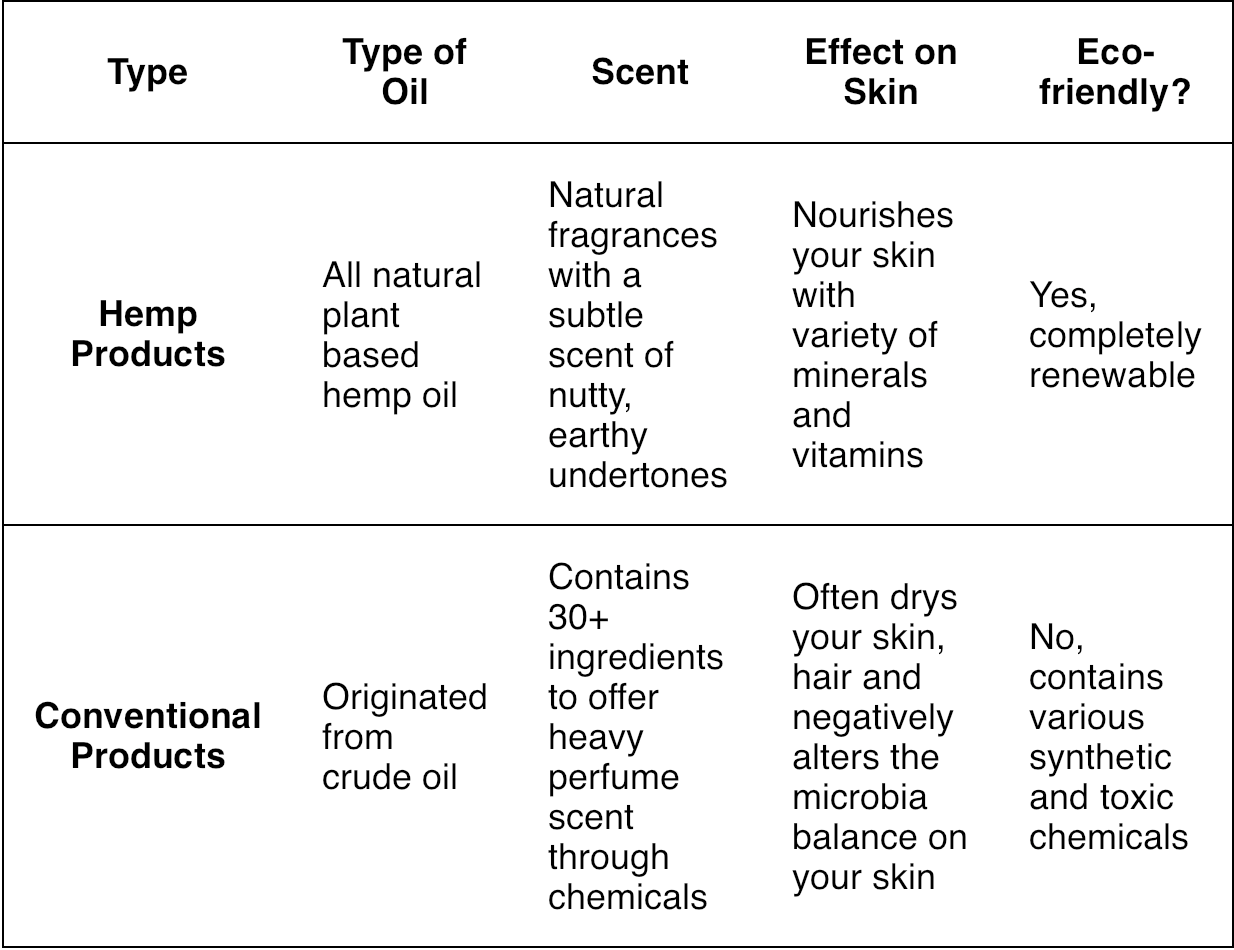 Type
Type of
Oil
Scent
Effect on
Skin
Eco-
friendly?
Hemp
Products
All natural
plant
based
hemp oil
Natural
fragrances
with a
subtle
scent of
nutty,
earthy
undertones
Nourishes
your skin
with
variety of
minerals
and
vitamins
Yes,
completely
renewable
Conventional
Products
Originated
from
crude oil
Contains
30+
ingredients
to offer
heavy
perfume
scent
through
chemicals
Often drys
your skin,
hair and
negatively
alters the
microbia
balance on
your skin
No,
contains
various
synthetic
and toxic
chemicals